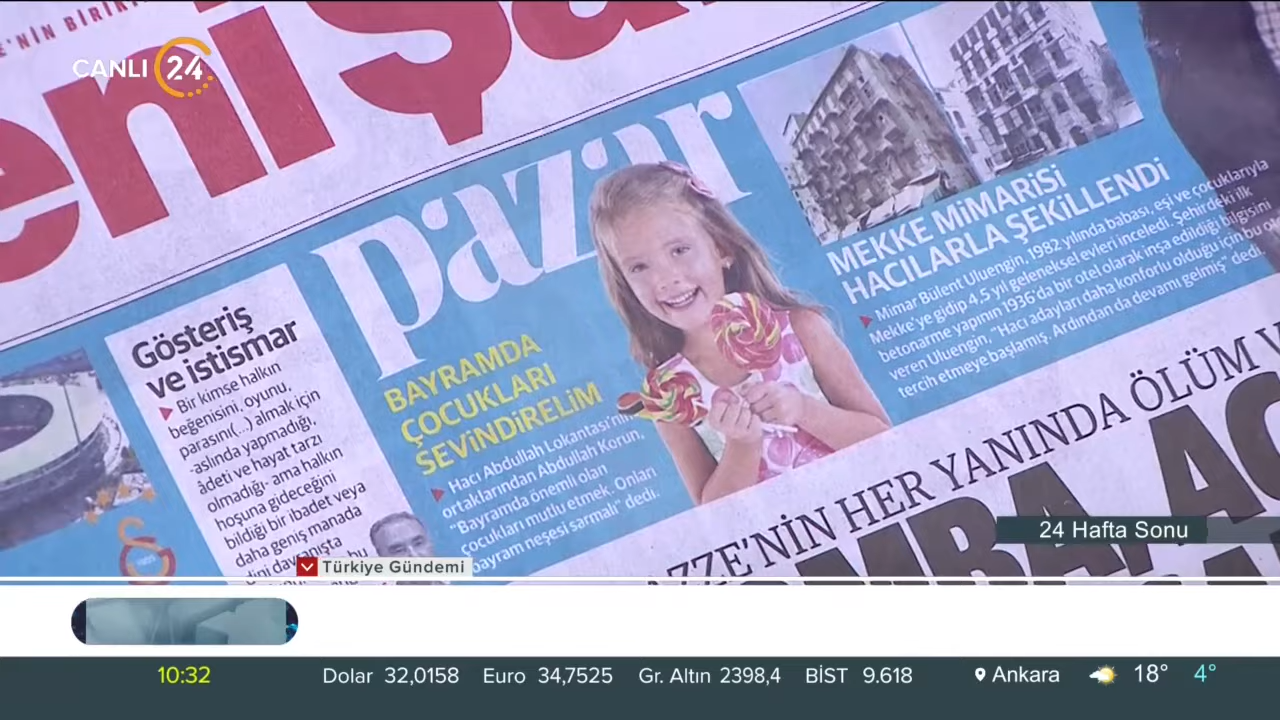 CANLI 24
pazar
Gösteriş
ve istismar
Bir kimse halkın
beğenisini, oyunu,
parasını(...) almak için
-aslında yapmadığı,
âdeti ve hayat tarzı
olmadığı- ama halkın
hoşuna gideceğini
bildiği bir ibadet veya
daha geniş manada
BAYRAMDA
ÇOCUKLARI
SEVİNDİRELİM
Hacı Abdullah Lokantası'nın
ortaklarından Abdullah Korun,
"Bayramda önemli olan
çocukları mutlu etmek. Onları
bayram neşesi sarmalı" dedi.
MEKKE MİMARİSİ
HACILARLA ŞEKİLLENDİ
Mimar Bülent Uluengin, 1982 yılında babası, eşi ve çocuklarıyla
Mekke'ye gidip 4,5 yıl geleneksel evleri inceledi. Şehirdeki ilk
betonarme yapının 1936'da bir otel olarak inşa edildiği bilgisini
veren Uluengin, "Hacı adayları daha konforlu olduğu için bu
tercih etmeye başlamış. Ardından da devamı gelmiş" dedi.
HER YANINDA ÖLÜM
24 Hafta Sonu
Türkiye Gündemi
10:32 Dolar 32,0158 Euro 34,7525 Gr. Altın 2398,4 BİST 9.618 Ankara 18° 4°